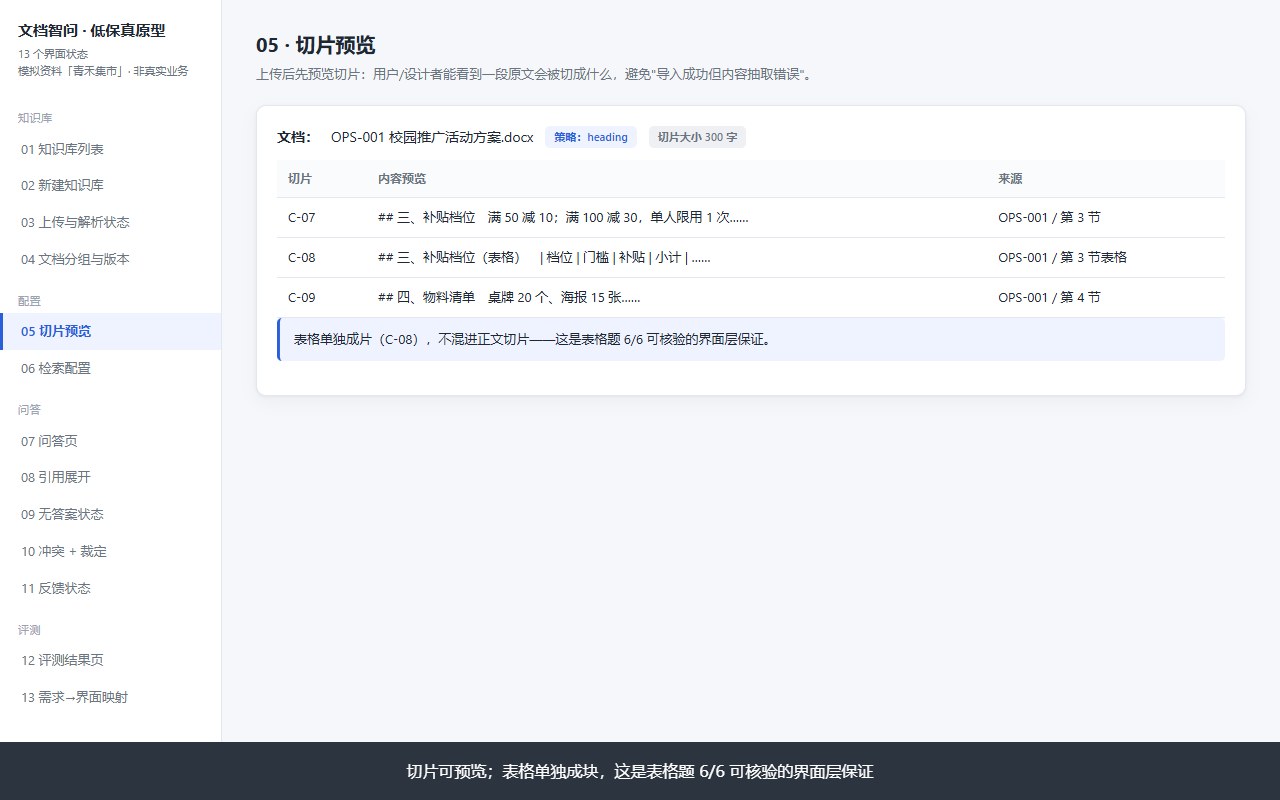 文档智问 · 低保真原型
13 个界面状态
模拟资料「青禾集市」· 非真实业务
知识库
01 知识库列表
02 新建知识库
03 上传与解析状态
04 文档分组与版本
配置
05 切片预览
06 检索配置
问答
07 问答页
08 引用展开
09 无答案状态
10 冲突 + 裁定
11 反馈状态
评测
12 评测结果页
13 需求→界面映射
05 · 切片预览
上传后先预览切片：用户/设计者能看到一段原文会被切成什么，避免"导入成功但内容抽取错误"。
文档： OPS-001 校园推广活动方案.docx 策略：heading 切片大小 300 字
切片 内容预览 来源
C-07 ## 三、补贴档位 满 50 减 10；满 100 减 30，单人限用 1 次…… OPS-001 / 第 3 节
C-08 ## 三、补贴档位（表格） | 档位 | 门槛 | 补贴 | 小计 | …… OPS-001 / 第 3 节表格
C-09 ## 四、物料清单 桌牌 20 个、海报 15 张…… OPS-001 / 第 4 节
表格单独成片（C-08），不混进正文切片——这是表格题 6/6 可核验的界面层保证。
切片可预览；表格单独成块，这是表格题 6/6 可核验的界面层保证